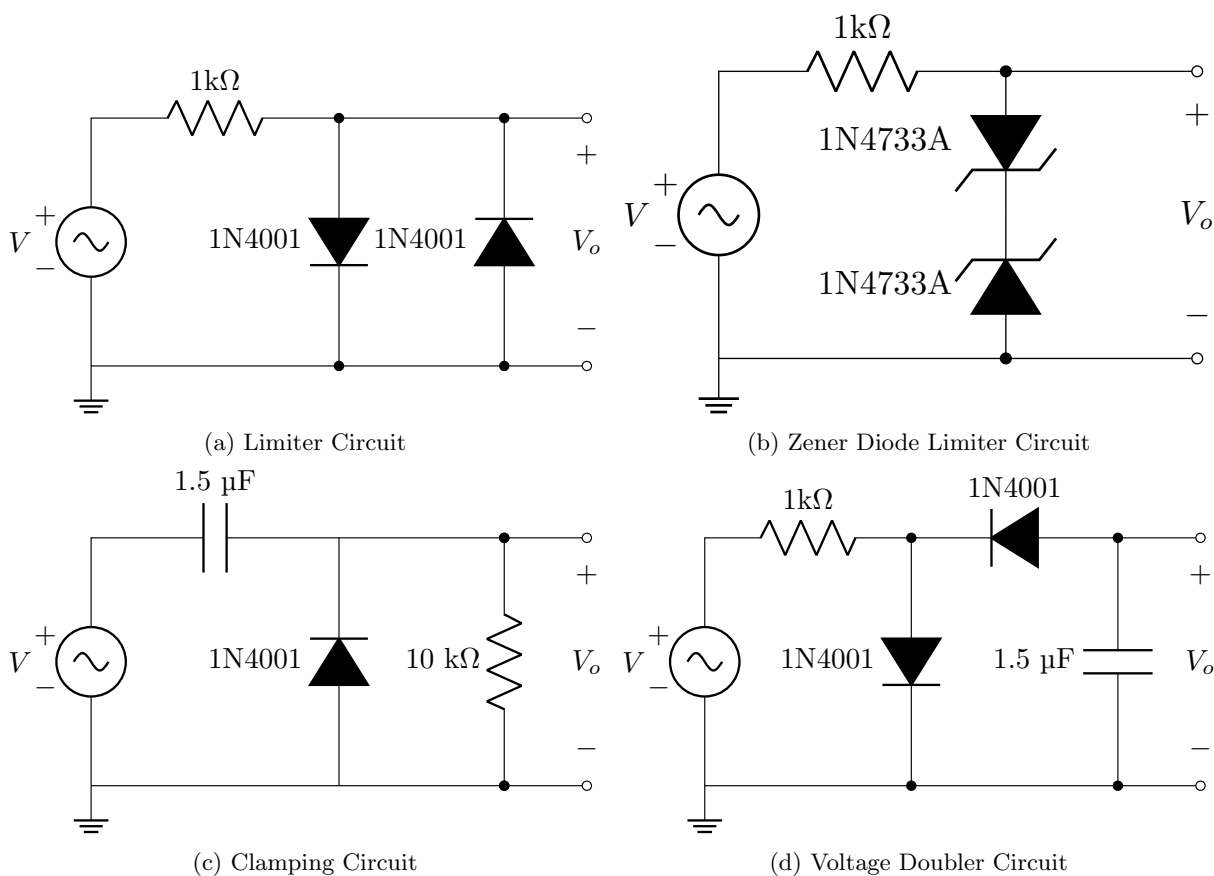 1kΩ
+
V
−
1N4001
1N4001
+
Vₒ
−
(a) Limiter Circuit
1kΩ
+
V
−
1N4733A
1N4733A
+
Vₒ
−
(b) Zener Diode Limiter Circuit
1.5 µF
+
V
−
1N4001
10 kΩ
+
Vₒ
−
(c) Clamping Circuit
1kΩ
1N4001
+
V
−
1N4001
1.5 µF
+
Vₒ
−
(d) Voltage Doubler Circuit